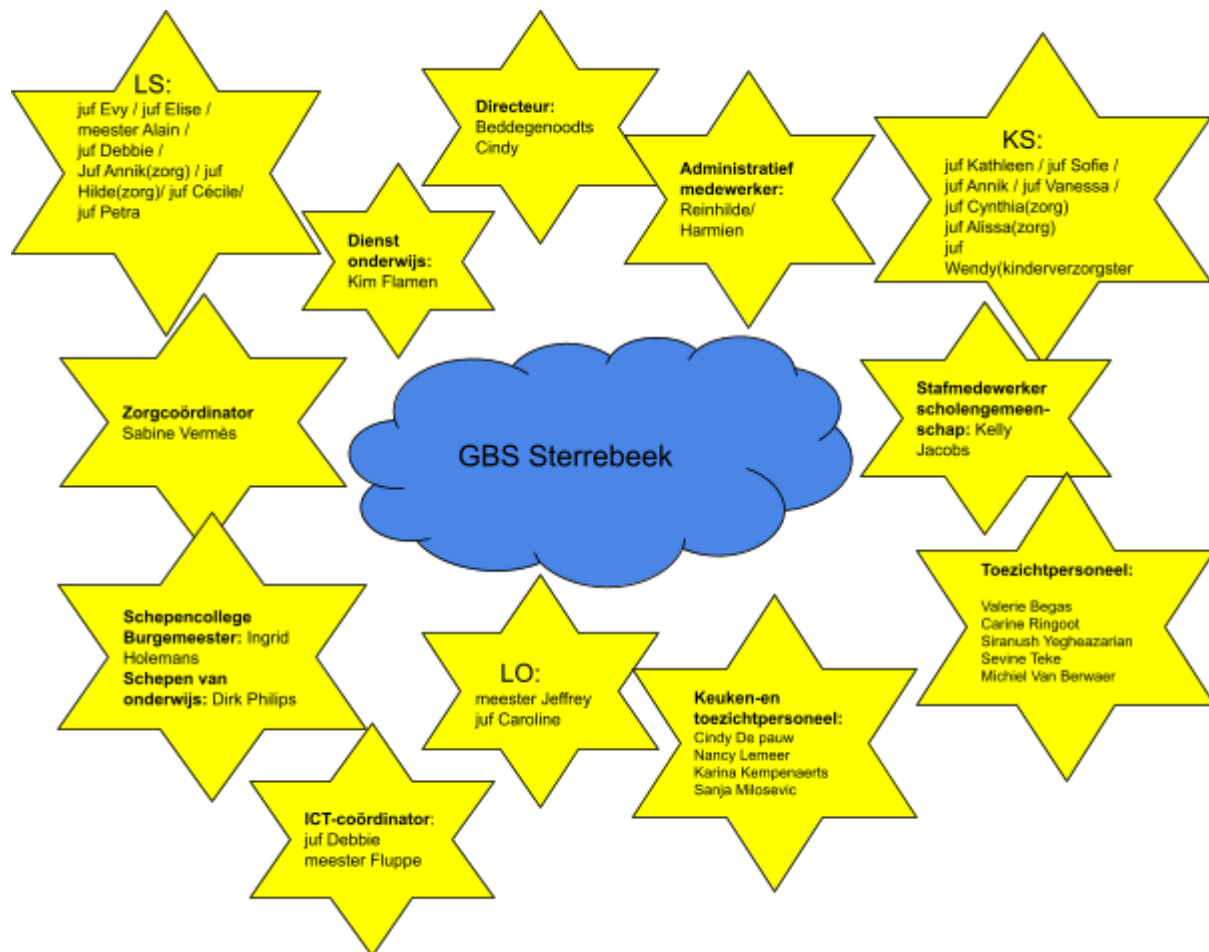 LS:
juf Evy / juf Elise /
meester Alain /
juf Debbie /
Juf Annik(zorg) / juf
Hilde(zorg)/ juf Cécile/
juf Petra
Directeur:
Beddegenoodts
Cindy
Administratief
medewerker:
Reinhilde/
Harmien
KS:
juf Kathleen / juf Sofie /
juf Annik / juf Vanessa /
juf Cynthia(zorg)
juf Alissa(zorg)
juf
Wendy(kinderverzorgster
Dienst
onderwijs:
Kim Flamen
Zorgcoördinator
Sabine Vermès
GBS Sterrebeek
Stafmedewerker
scholengemeen-
schap: Kelly
Jacobs
Schepencollege
Burgemeester: Ingrid
Holemans
Schepen van
onderwijs: Dirk Philips
LO:
meester Jeffrey
juf Caroline
Keuken-en
toezichtpersoneel:
Cindy De pauw
Nancy Lemeer
Karina Kempenaerts
Sanja Milosevic
Toezichtpersoneel:
Valerie Begas
Carine Ringoot
Siranush Yegheazarian
Sevine Teke
Michiel Van Berwaer
ICT-coördinator:
juf Debbie
meester Fluppe